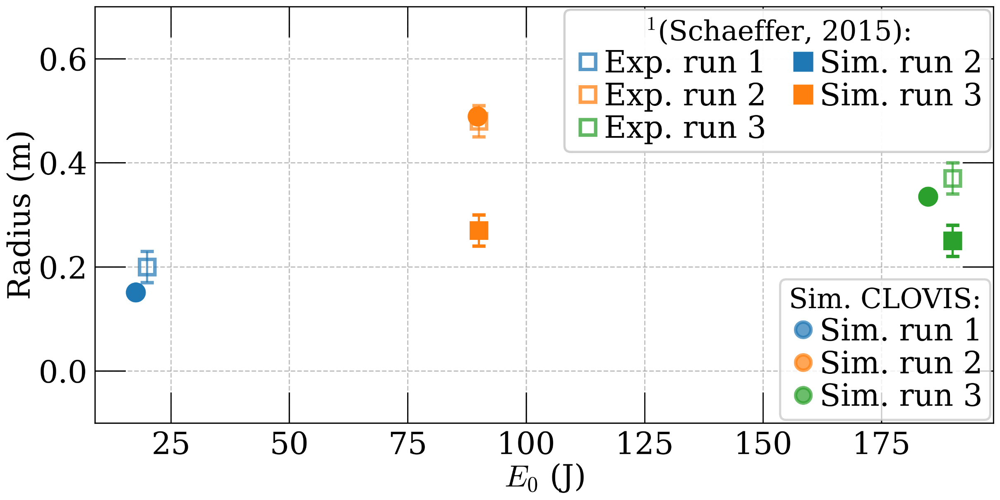 ¹(Schaeffer, 2015):
Exp. run 1
Exp. run 2
Exp. run 3
Sim. run 2
Sim. run 3
Radius (m)
0.6
0.4
0.2
0.0
Sim. CLOVIS:
Sim. run 1
Sim. run 2
Sim. run 3
25 50 75 100 125 150 175
E₀ (J)